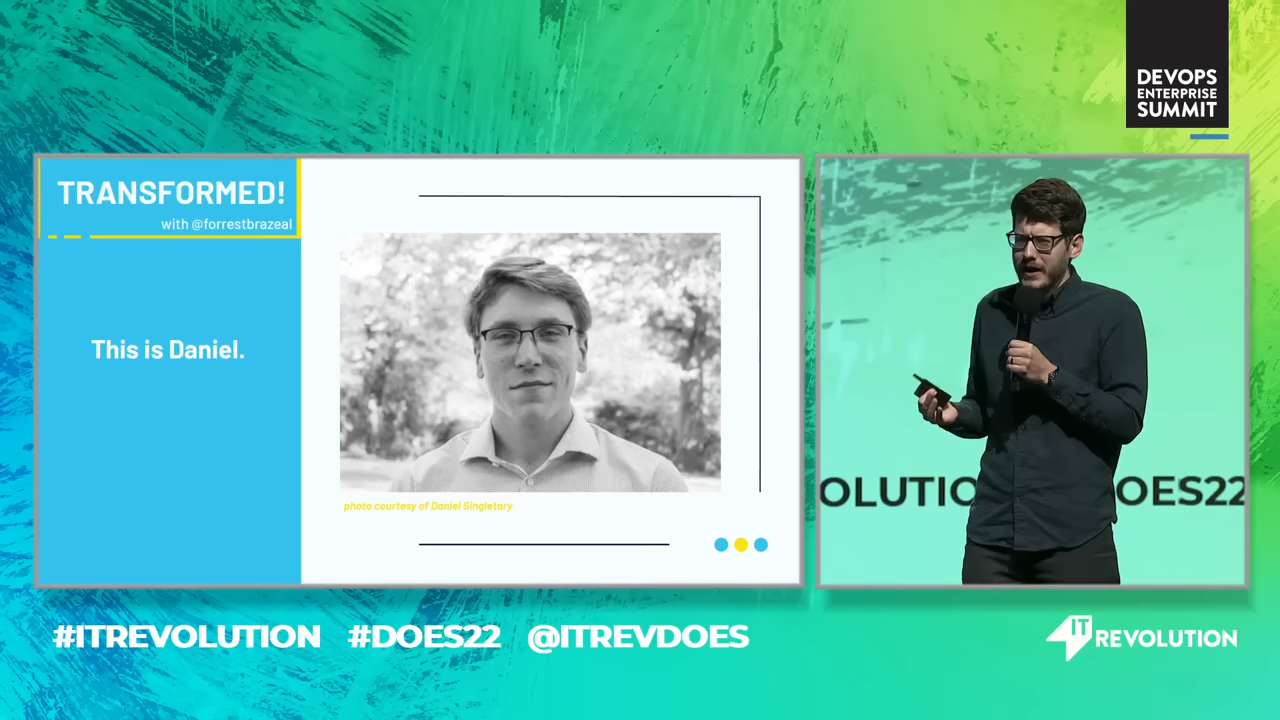 DEVOPS
ENTERPRISE
SUMMIT
TRANSFORMED!
with @forrestbrazeal
This is Daniel.
photo courtesy of Daniel Singletary
OLUTIO OES22
#ITREVOLUTION #DOES22 @ITREVDOES
IT
REVOLUTION